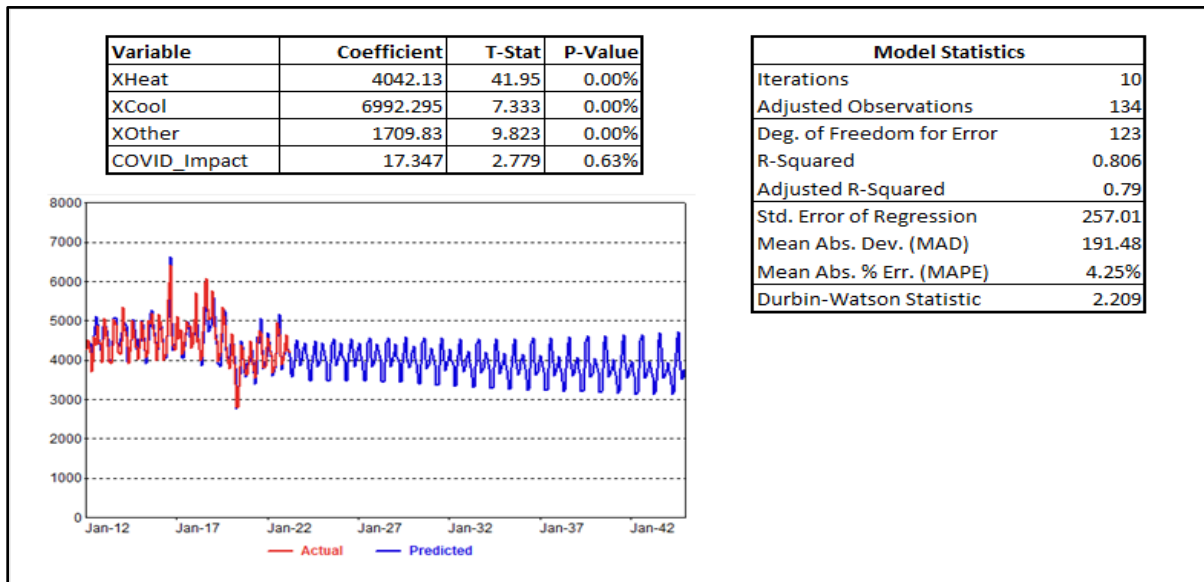 Variable Coefficient T-Stat P-Value
XHeat 4042.13 41.95 0.00%
XCool 6992.295 7.333 0.00%
XOther 1709.83 9.823 0.00%
COVID_Impact 17.347 2.779 0.63%
Model Statistics
Iterations 10
Adjusted Observations 134
Deg. of Freedom for Error 123
R-Squared 0.806
Adjusted R-Squared 0.79
Std. Error of Regression 257.01
Mean Abs. Dev. (MAD) 191.48
Mean Abs. % Err. (MAPE) 4.25%
Durbin-Watson Statistic 2.209
8000
7000
6000
5000
4000
3000
2000
1000
0
Jan-12 Jan-17 Jan-22 Jan-27 Jan-32 Jan-37 Jan-42
Actual Predicted